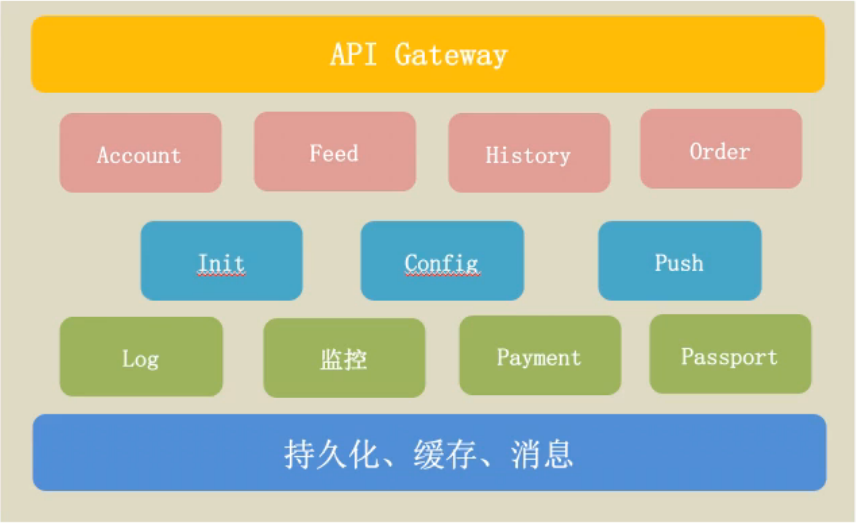 API Gateway
Account
Feed
History
Order
Init
Config
Push
Log
监控
Payment
Passport
持久化、缓存、消息